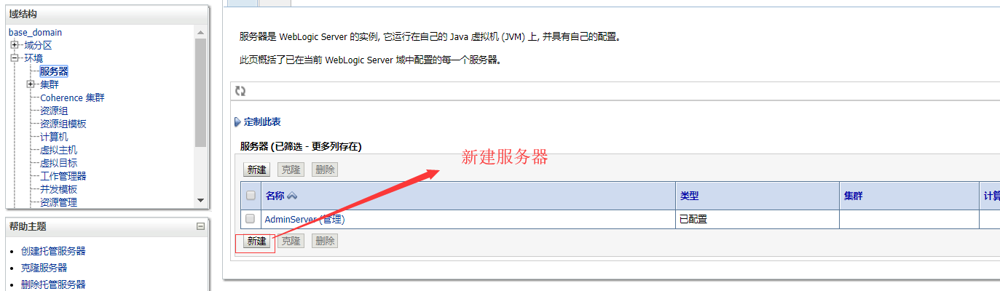 域结构
base_domain
域分区
环境
服务器
集群
Coherence 集群
资源组
资源组模板
计算机
虚拟主机
虚拟目标
工作管理器
并发模板
资源管理
帮助主题
创建托管服务器
克隆服务器
删除托管服务器
服务器是 WebLogic Server 的实例, 它运行在自己的 Java 虚拟机 (JVM) 上, 并具有自己的配置。
此页概括了已在当前 WebLogic Server 域中配置的每一个服务器。
定制此表
服务器 (已筛选 - 更多列存在)
新建服务器
新建 克隆 删除
名称 类型 集群 计算
AdminServer (管理) 已配置
新建 克隆 删除